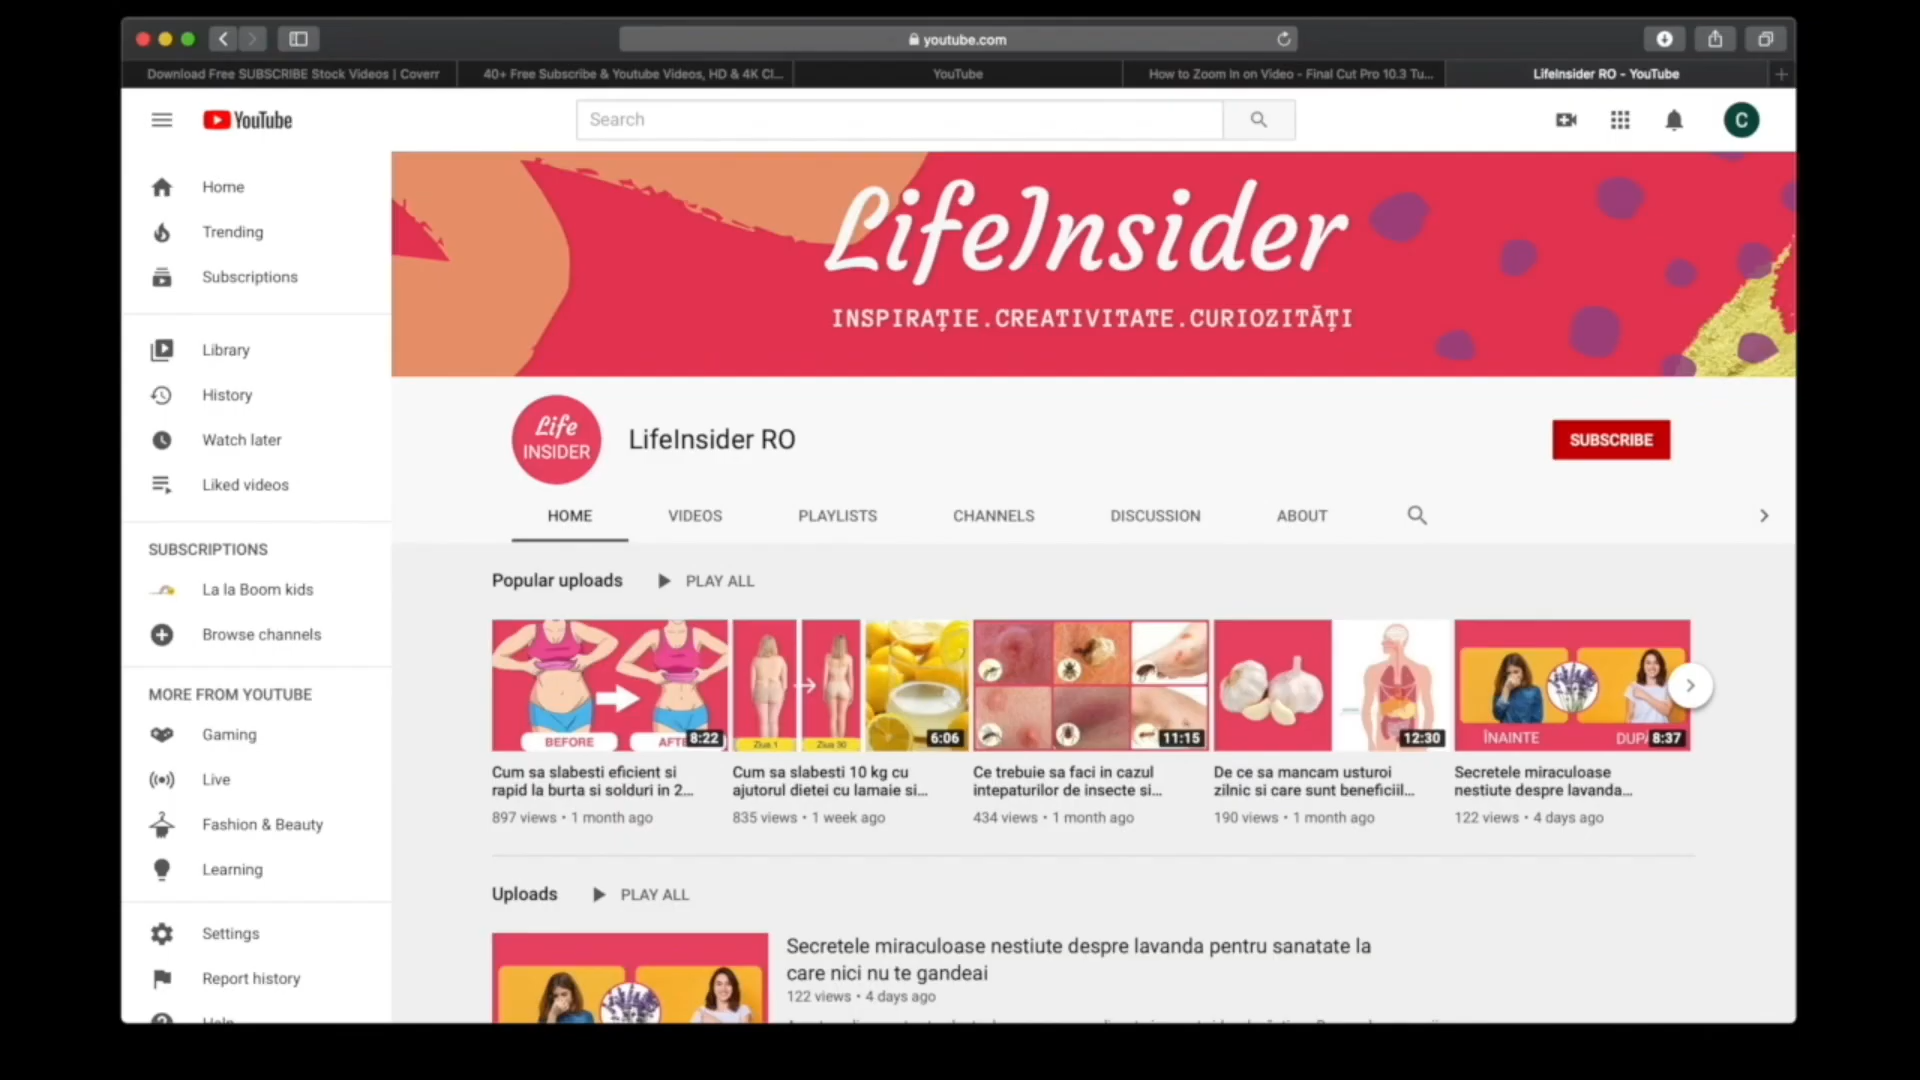 youtube.com
Download Free SUBSCRIBE Stock Videos | Coverr
40+ Free Subscribe & Youtube Videos, HD & 4K Cl...
YouTube
How to Zoom In on Video - Final Cut Pro 10.3 Tu...
LifeInsider RO - YouTube
YouTube
Search
C
Home
Trending
Subscriptions
Library
History
Watch later
Liked videos
SUBSCRIPTIONS
La la Boom kids
Browse channels
MORE FROM YOUTUBE
Gaming
Live
Fashion & Beauty
Learning
Settings
Report history
Help
LifeInsider
INSPIRAȚIE.CREATIVITATE.CURIOZITĂȚI
Life
INSIDER
LifeInsider RO
SUBSCRIBE
HOME
VIDEOS
PLAYLISTS
CHANNELS
DISCUSSION
ABOUT
Popular uploads
PLAY ALL
BEFORE
AFTE
8:22
Cum sa slabesti eficient si
rapid la burta si solduri in 2...
897 views • 1 month ago
Ziua 1
Ziua 30
6:06
Cum sa slabesti 10 kg cu
ajutorul dietei cu lamaie si...
835 views • 1 week ago
11:15
Ce trebuie sa faci in cazul
intepaturilor de insecte si...
434 views • 1 month ago
12:30
De ce sa mancam usturoi
zilnic si care sunt beneficiil...
190 views • 1 month ago
ÎNAINTE
DUPĂ
8:37
Secretele miraculoase
nestiute despre lavanda...
122 views • 4 days ago
Uploads
PLAY ALL
Secretele miraculoase nestiute despre lavanda pentru sanatate la
care nici nu te gandeai
122 views • 4 days ago